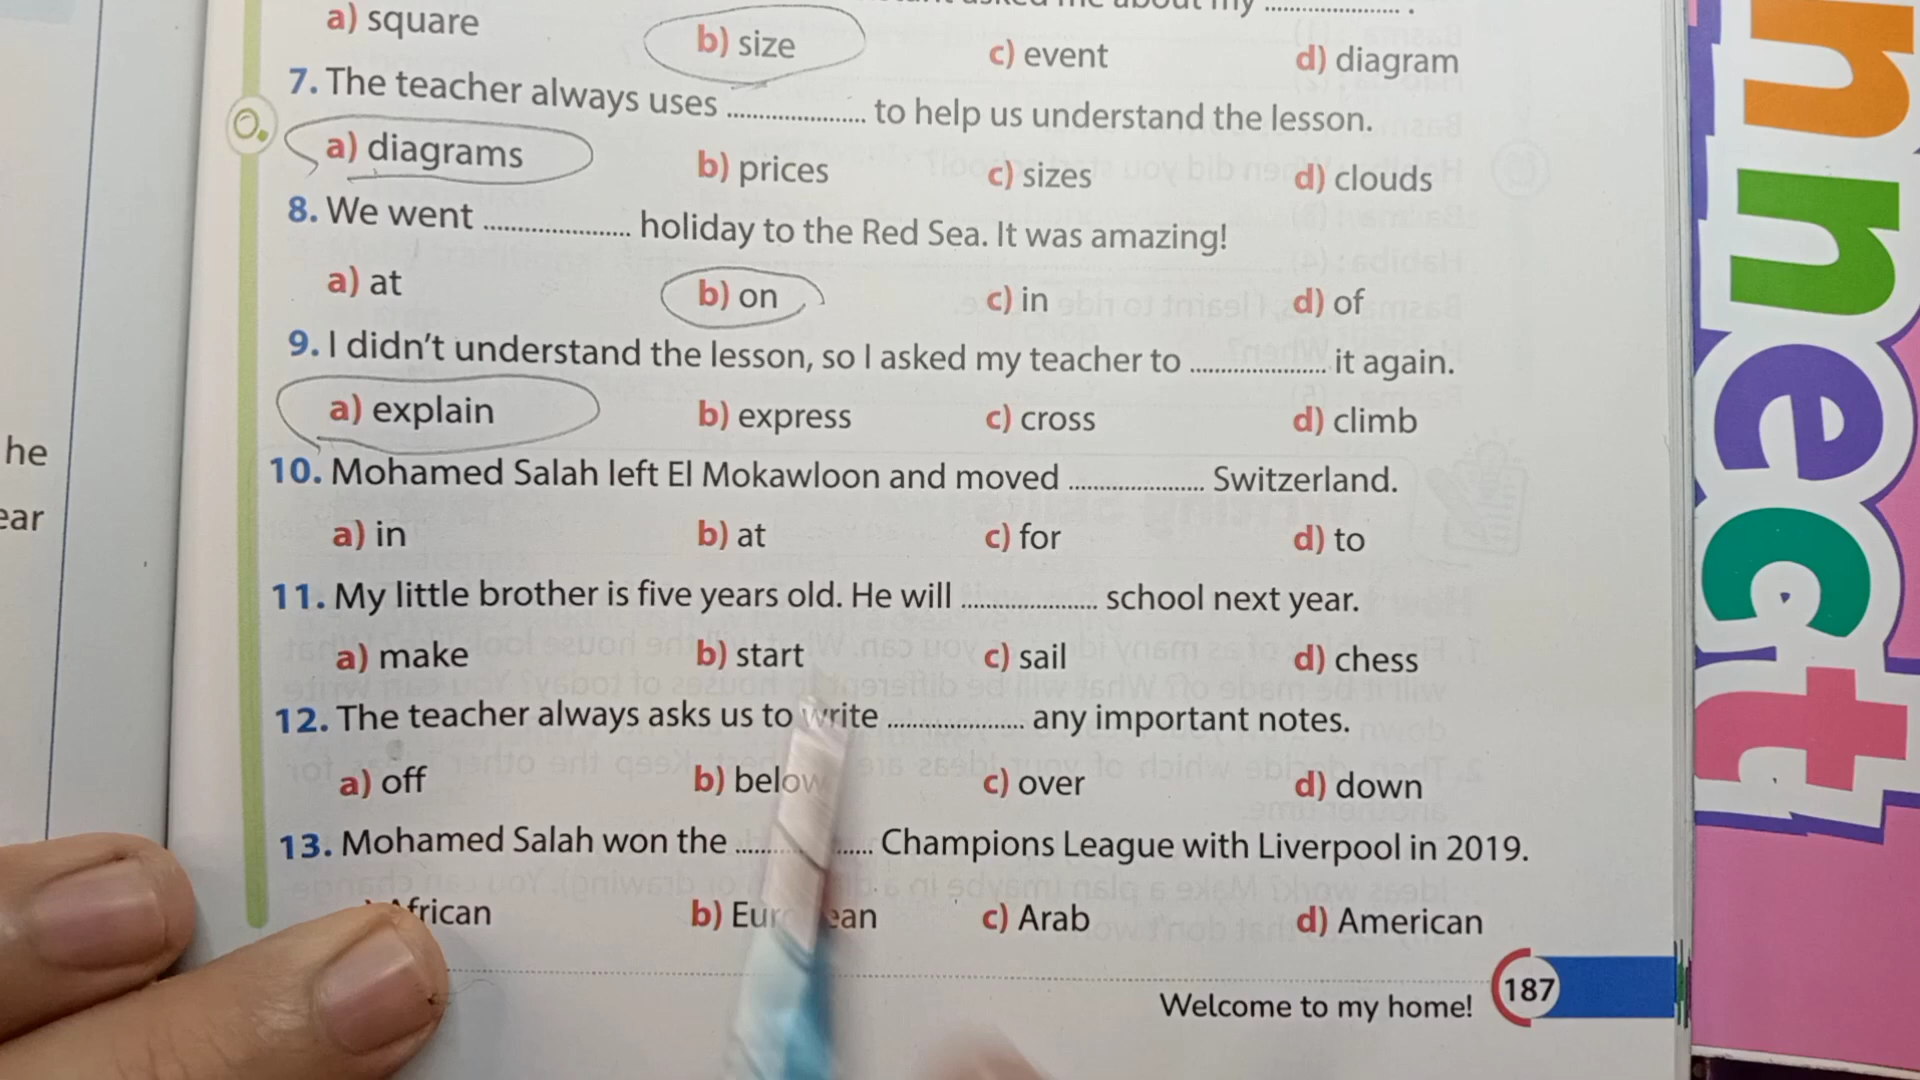 about my .................... .
a) square b) size c) event d) diagram
7. The teacher always uses .................... to help us understand the lesson.
a) diagrams b) prices c) sizes d) clouds
8. We went .................... holiday to the Red Sea. It was amazing!
a) at b) on c) in d) of
9. I didn't understand the lesson, so I asked my teacher to .................... it again.
a) explain b) express c) cross d) climb
10. Mohamed Salah left El Mokawloon and moved .................... Switzerland.
a) in b) at c) for d) to
11. My little brother is five years old. He will .................... school next year.
a) make b) start c) sail d) chess
12. The teacher always asks us to write .................... any important notes.
a) off b) below c) over d) down
13. Mohamed Salah won the .................... Champions League with Liverpool in 2019.
African b) European c) Arab d) American
Welcome to my home! 187
he
ear
nnect